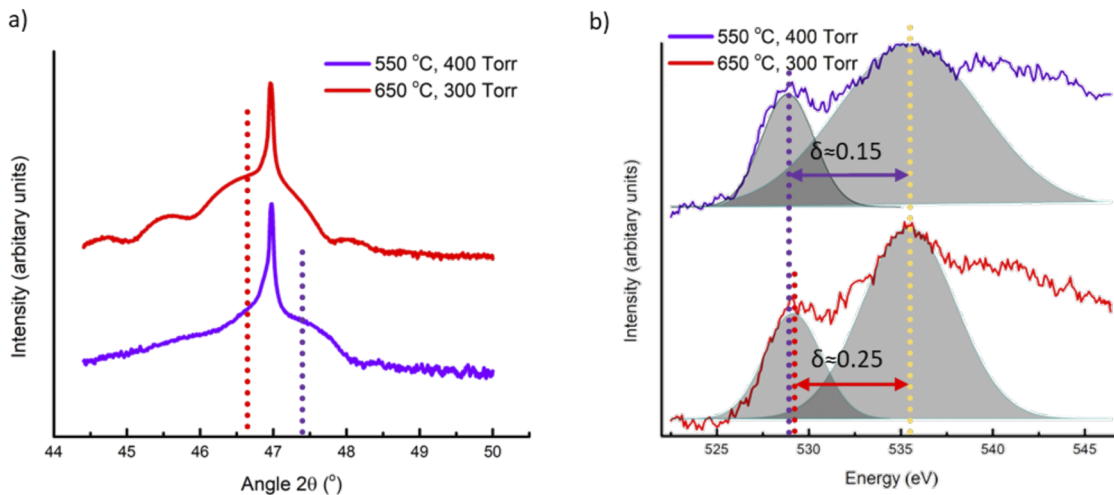 a)
550 °C, 400 Torr
650 °C, 300 Torr
Intensity (arbitary units)
44 45 46 47 48 49 50
Angle 2θ (°)
b)
550 °C, 400 Torr
650 °C, 300 Torr
δ≈0.15
δ≈0.25
Intensity (arbitary units)
525 530 535 540 545
Energy (eV)